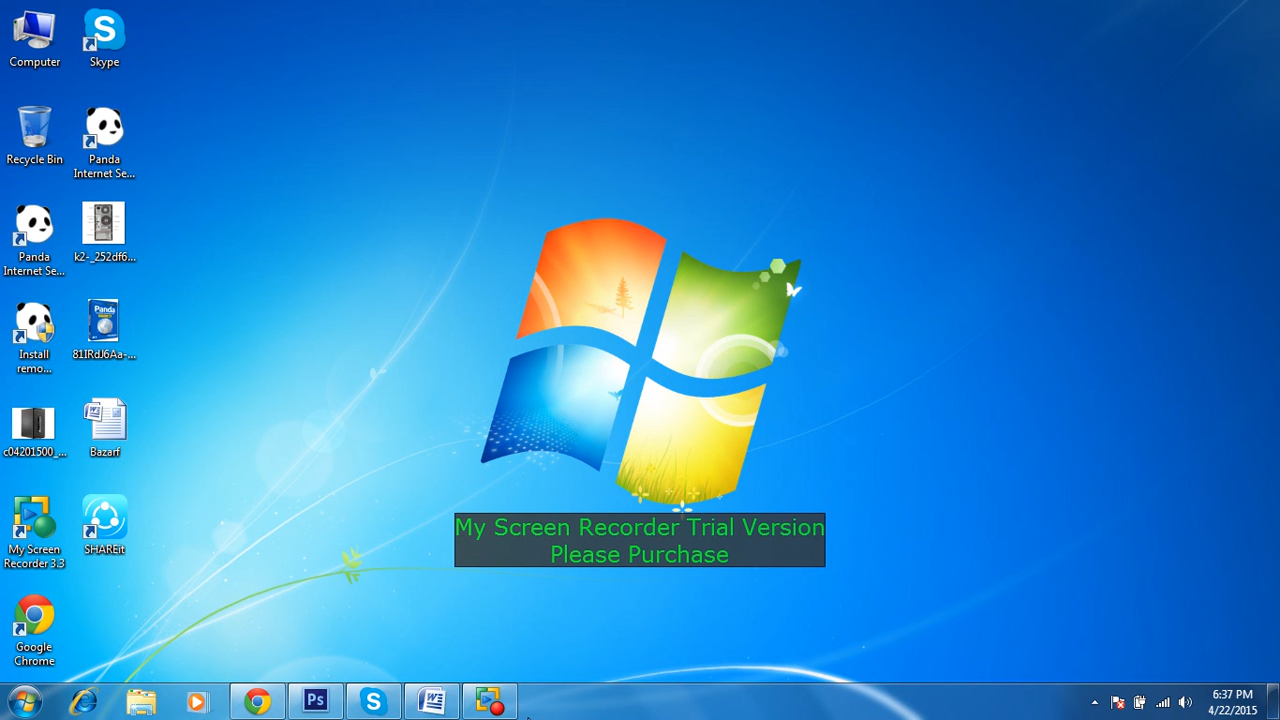 Computer
Skype
Recycle Bin
Panda
Internet Se...
Panda
Internet Se...
k2-_252df6...
Install
remo...
Panda
81IRdJ6Aa-...
c04201500_...
Bazarf
My Screen
Recorder 3.3
SHAREit
Google
Chrome
My Screen Recorder Trial Version
Please Purchase
Ps
6:37 PM
4/22/2015